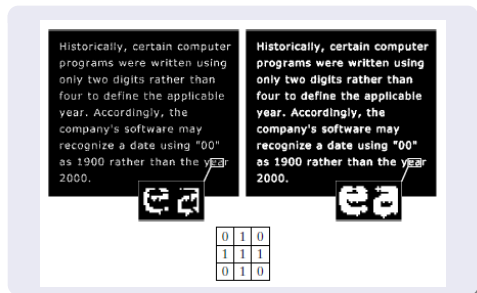 Historically, certain computer
programs were written using
only two digits rather than
four to define the applicable
year. Accordingly, the
company's software may
recognize a date using "00"
as 1900 rather than the year
2000.
ea
Historically, certain computer
programs were written using
only two digits rather than
four to define the applicable
year. Accordingly, the
company's software may
recognize a date using "00"
as 1900 rather than the year
2000.
ea
0 1 0
1 1 1
0 1 0